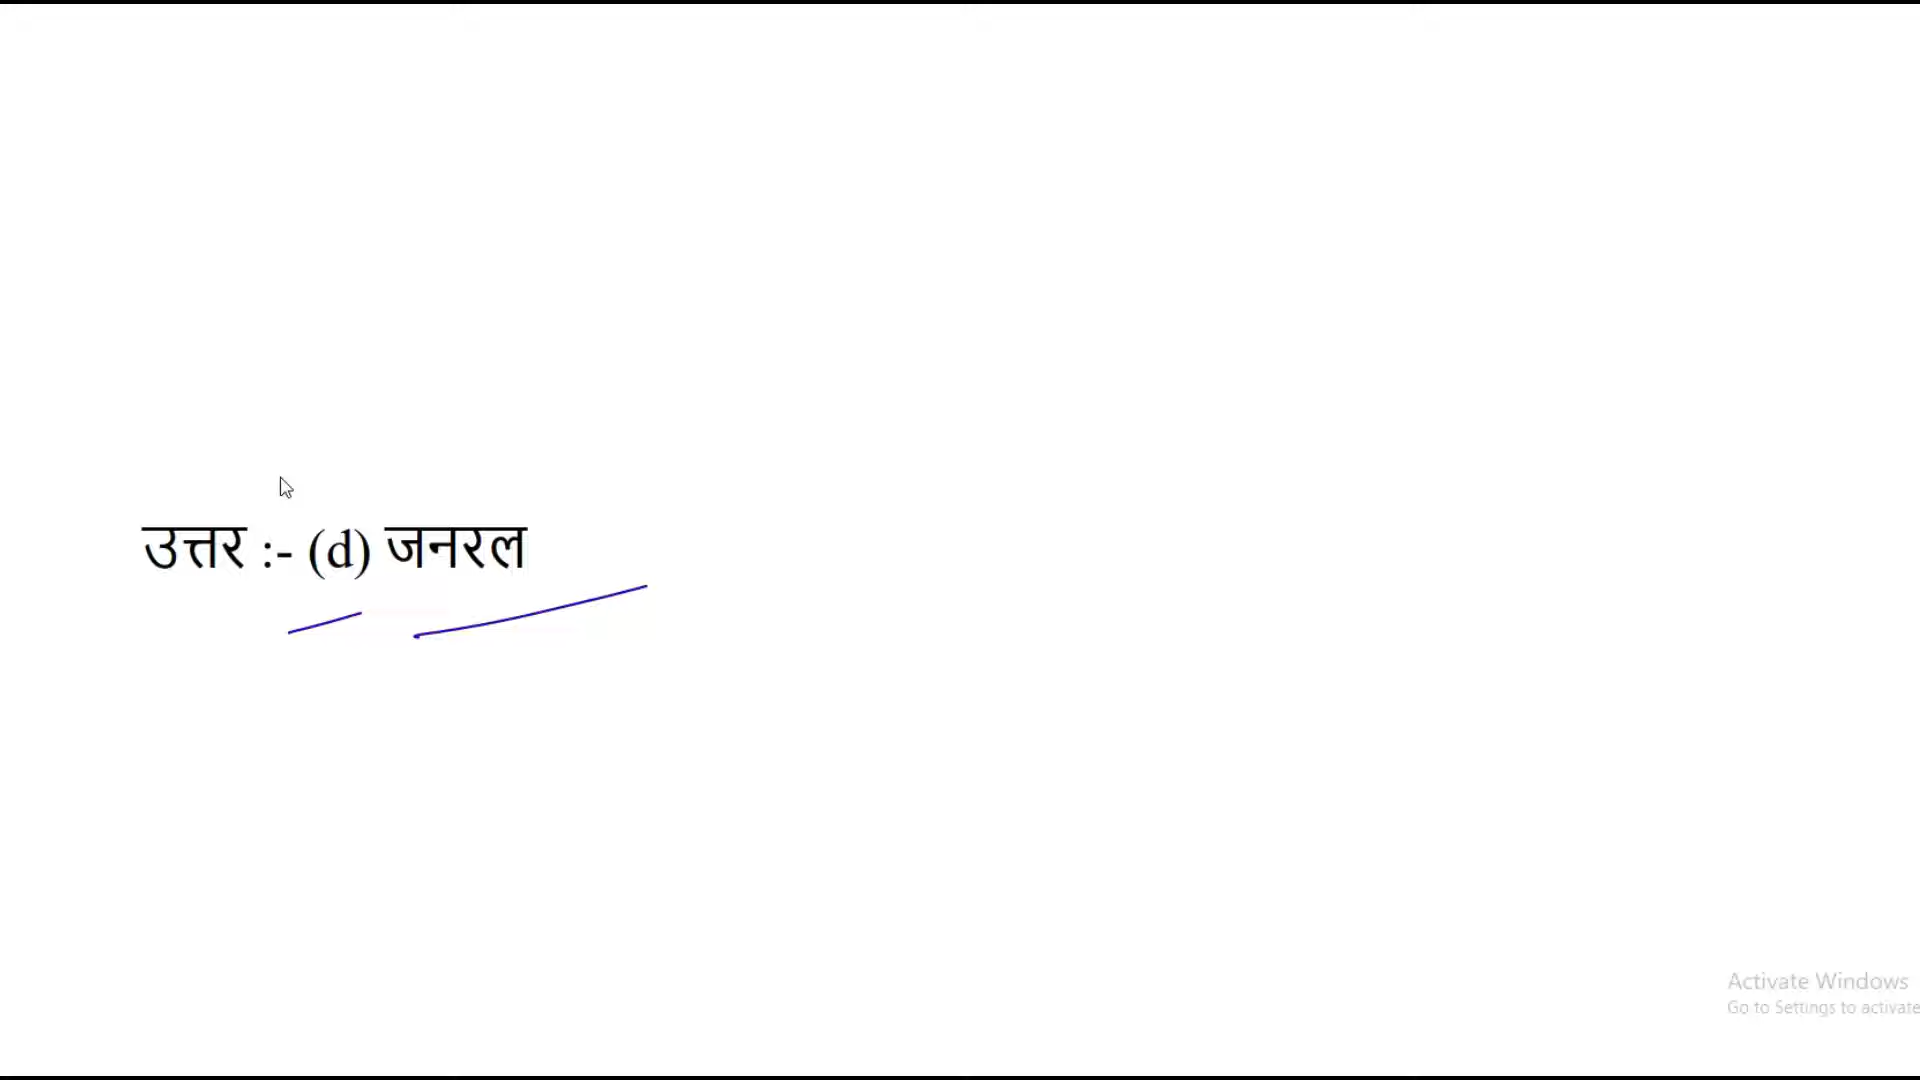 उत्तर :- (d) जनरल
Activate Windows
Go to Settings to activate